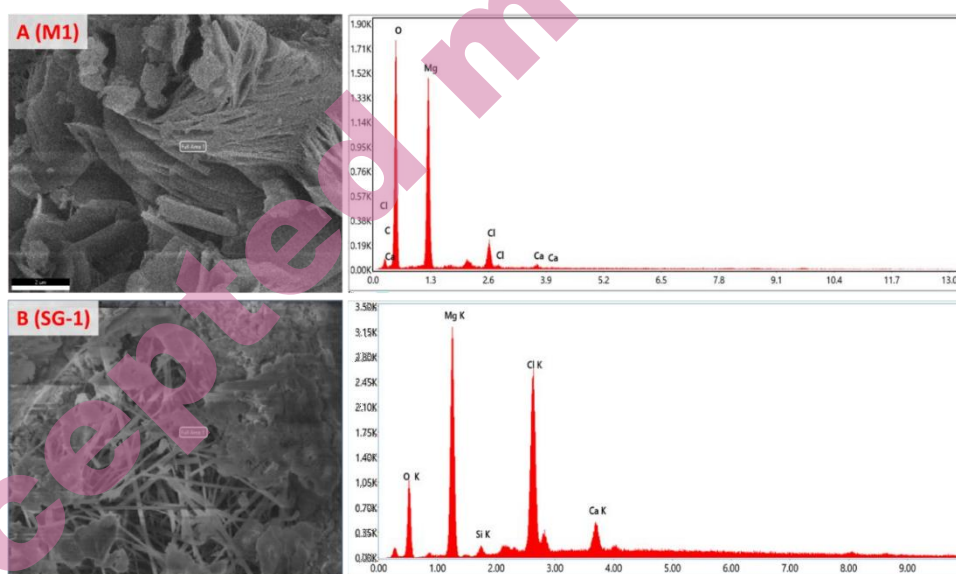 A (M1)
Full Area 1
2 um
1.90K
1.71K
1.52K
1.33K
1.14K
0.95K
0.76K
0.57K
0.38K
0.19K
0.00K
O
Mg
Cl
C
Ca
Cl
Cl
Ca
Ca
0.0 1.3 2.6 3.9 5.2 6.5 7.8 9.1 10.4 11.7 13.0
B (SG-1)
3.50K
3.15K
2.80K
2.45K
2.10K
1.75K
1.40K
1.05K
0.70K
0.35K
0.00K
Mg K
Cl K
O K
Si K
Ca K
0.00 1.00 2.00 3.00 4.00 5.00 6.00 7.00 8.00 9.00
cepted m